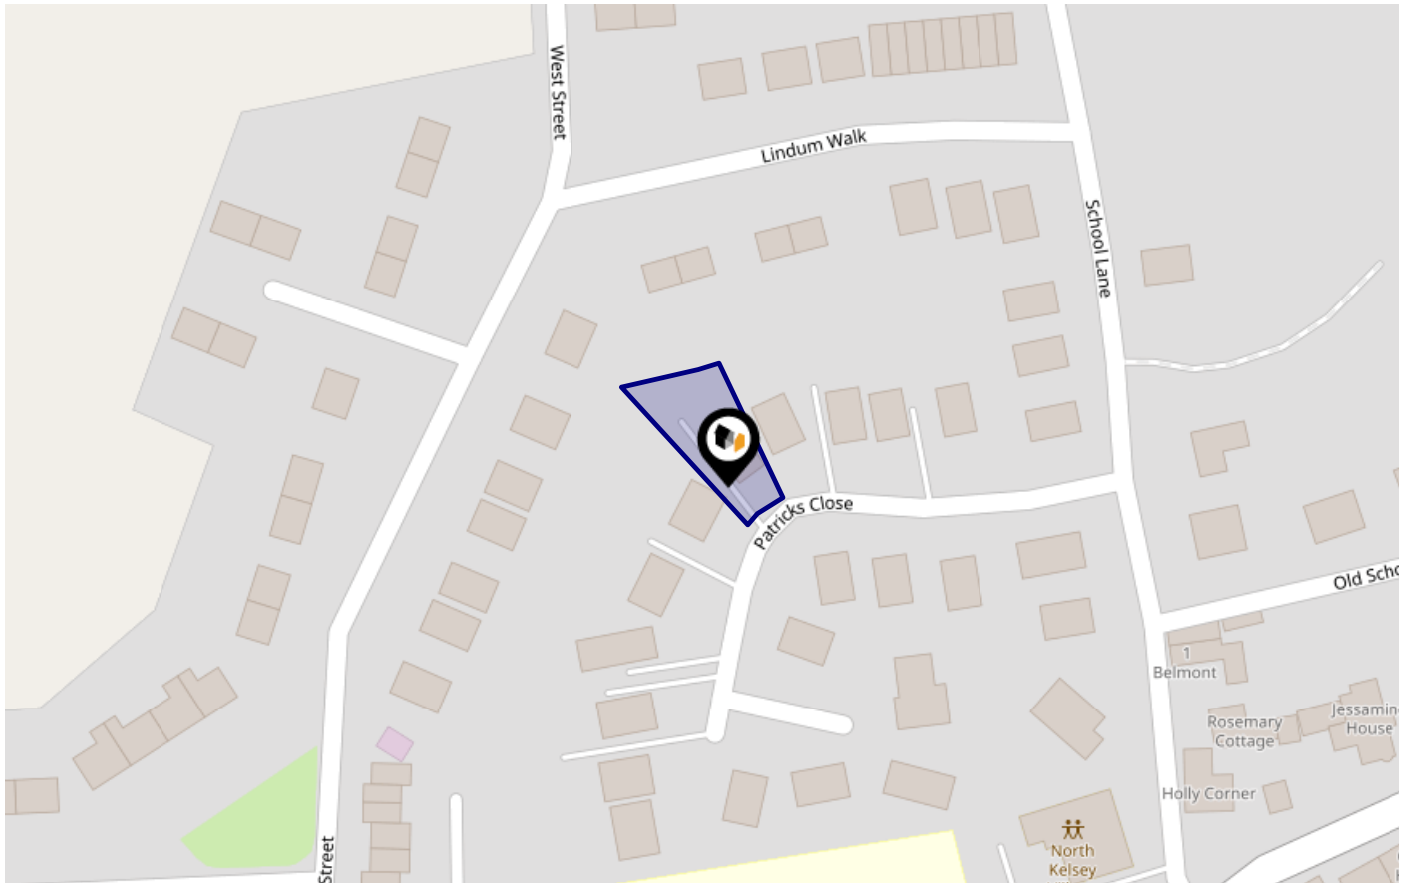 West Street
Lindum Walk
School Lane
Patricks Close
Old Scho
1
Belmont
Rosemary
Cottage
Jessamin
House
Holly Corner
North
Kelsey
Street